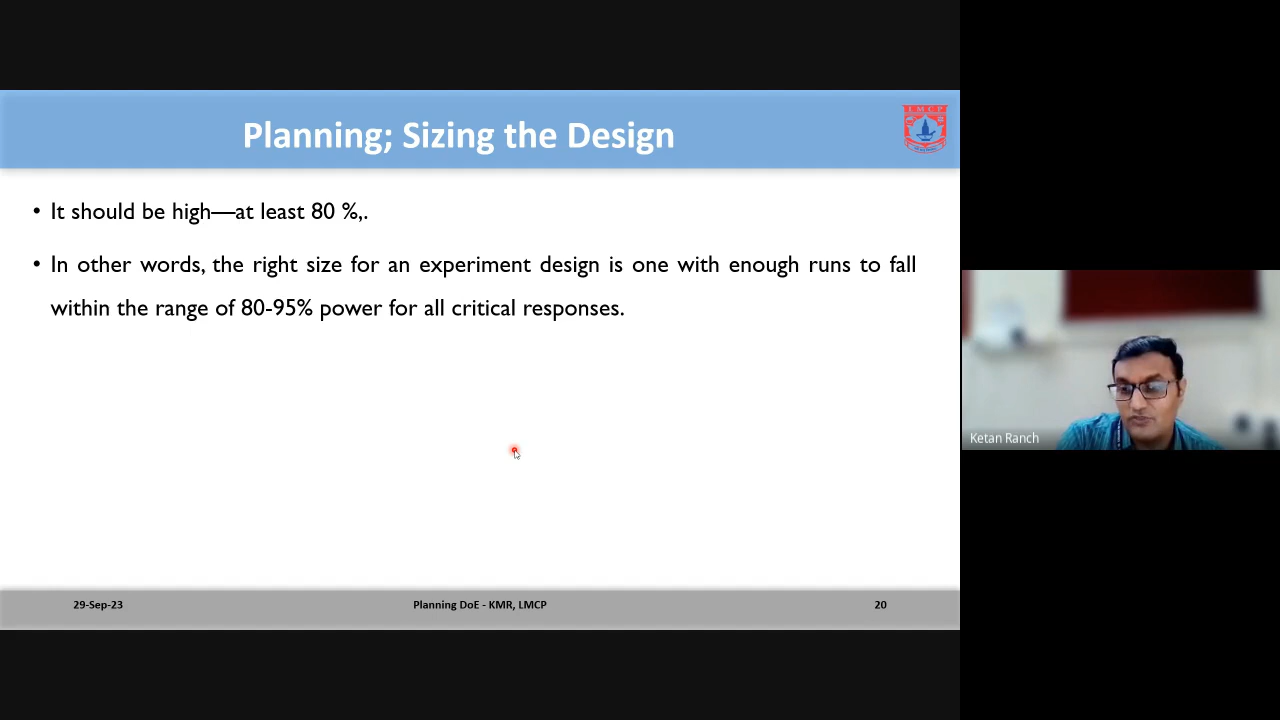 Planning; Sizing the Design
LMCP
• It should be high—at least 80 %,.
• In other words, the right size for an experiment design is one with enough runs to fall
within the range of 80-95% power for all critical responses.
Ketan Ranch
29-Sep-23
Planning DoE - KMR, LMCP
20